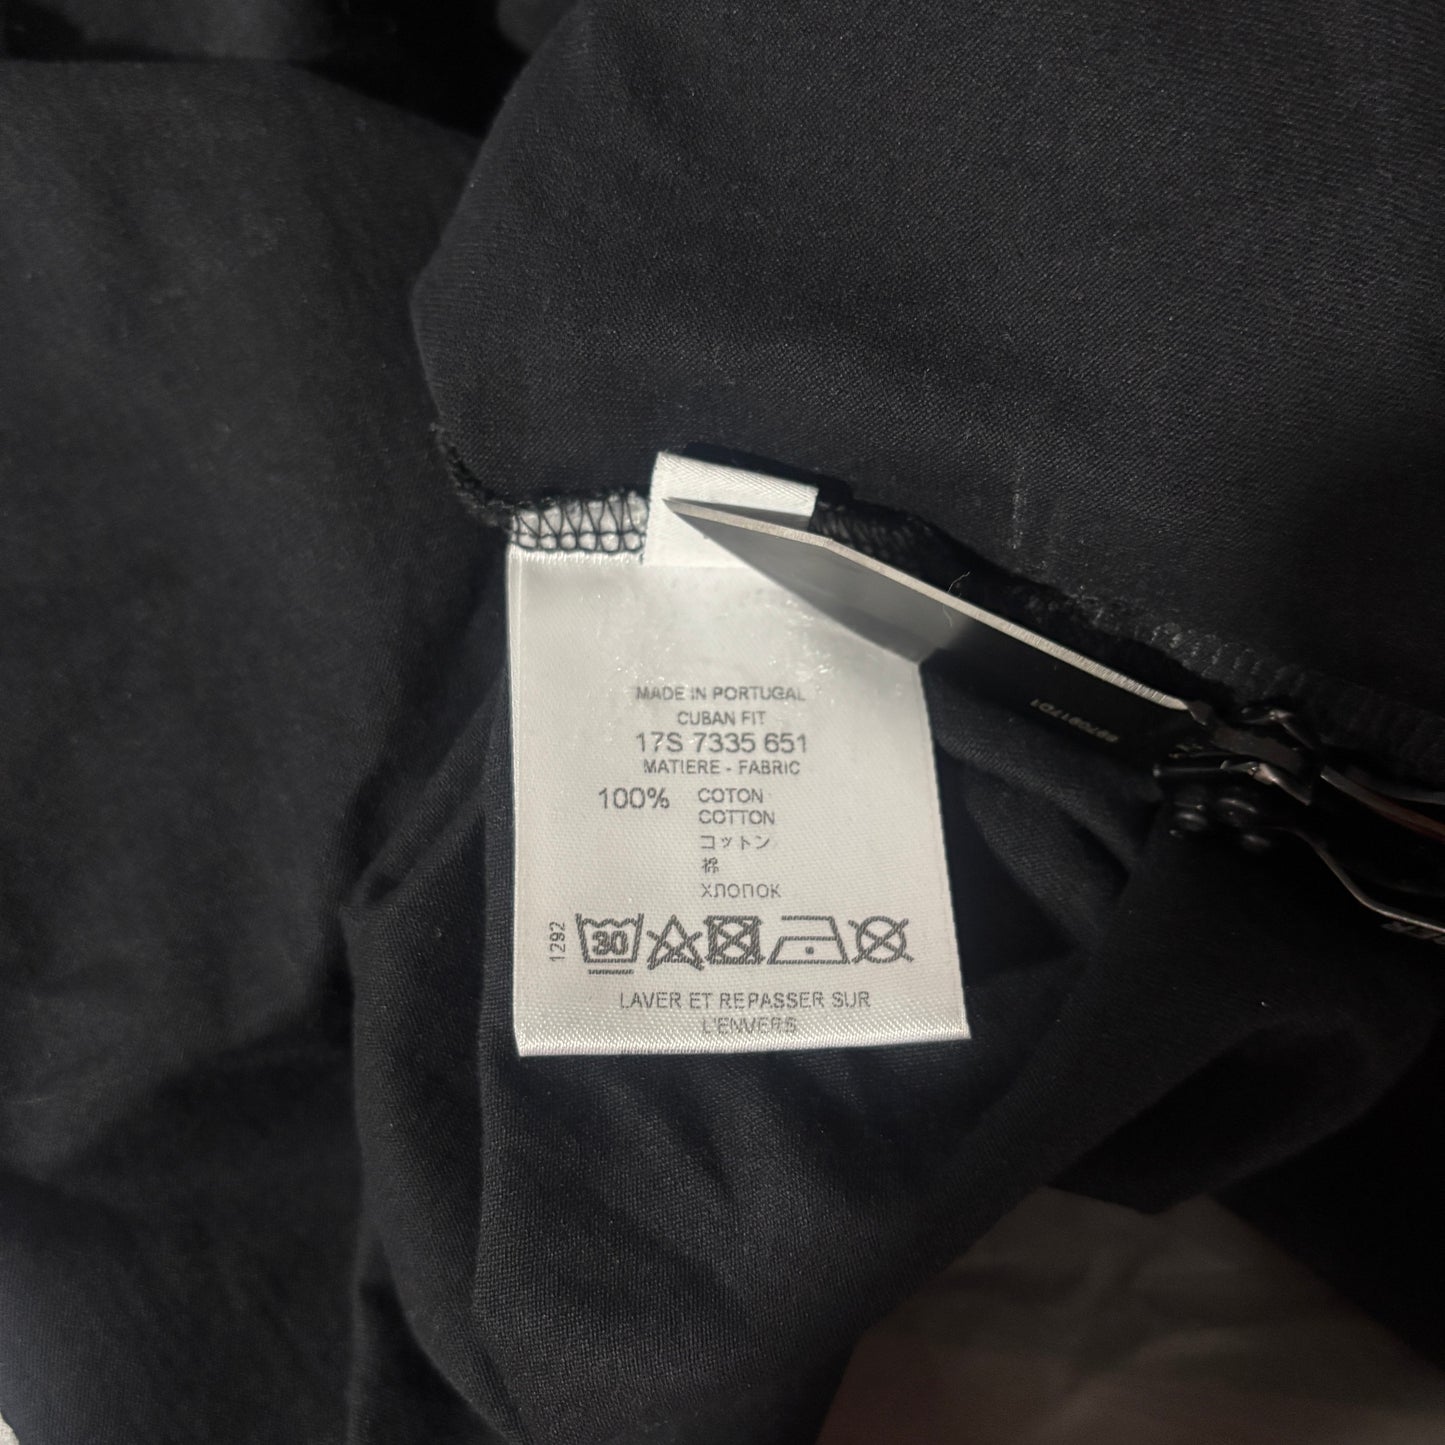 MADE IN PORTUGAL
CUBAN FIT
17S 7335 651
MATIERE - FABRIC
100% COTON
COTTON
コットン
棉
ХЛОПОК
1292
30
LAVER ET REPASSER SUR
L'ENVERS